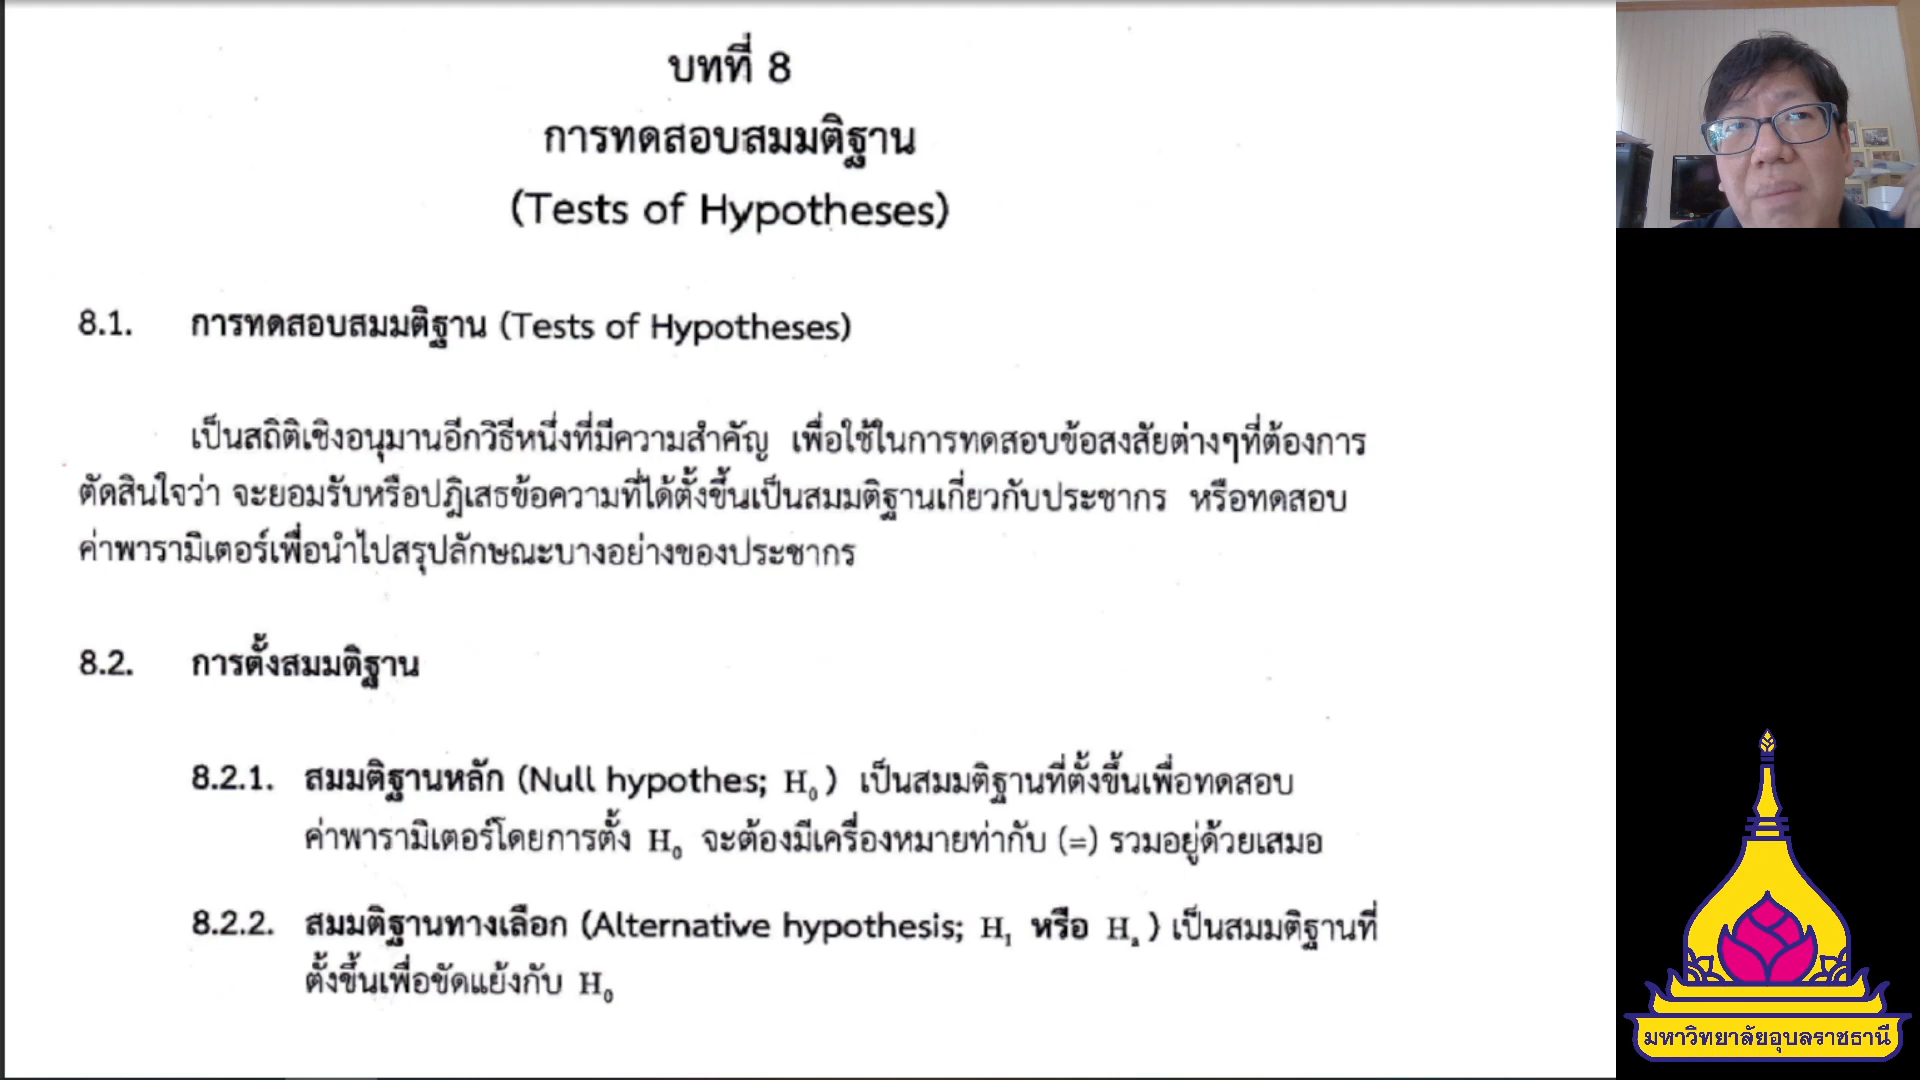 บทที่ 8
การทดสอบสมมติฐาน
(Tests of Hypotheses)
8.1. การทดสอบสมมติฐาน (Tests of Hypotheses)
เป็นสถิติเชิงอนุมานอีกวิธีหนึ่งที่มีความสำคัญ เพื่อใช้ในการทดสอบข้อสงสัยต่างๆที่ต้องการ
ตัดสินใจว่า จะยอมรับหรือปฏิเสธข้อความที่ได้ตั้งขึ้นเป็นสมมติฐานเกี่ยวกับประชากร หรือทดสอบ
ค่าพารามิเตอร์เพื่อนำไปสรุปลักษณะบางอย่างของประชากร
8.2. การตั้งสมมติฐาน
8.2.1. สมมติฐานหลัก (Null hypothes; H₀) เป็นสมมติฐานที่ตั้งขึ้นเพื่อทดสอบ
ค่าพารามิเตอร์โดยการตั้ง H₀ จะต้องมีเครื่องหมายท่ากับ (=) รวมอยู่ด้วยเสมอ
8.2.2. สมมติฐานทางเลือก (Alternative hypothesis; H₁ หรือ Hₐ) เป็นสมมติฐานที่
ตั้งขึ้นเพื่อขัดแย้งกับ H₀
มหาวิทยาลัยอุบลราชธานี